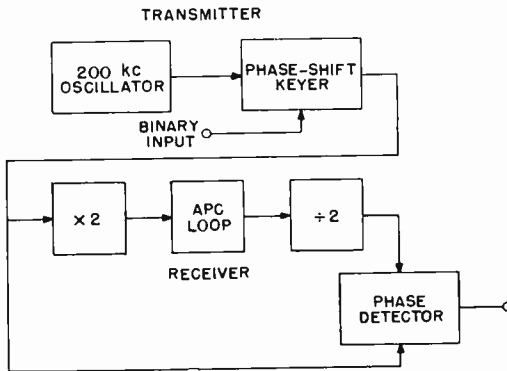 TRANSMITTER
200 KC
OSCILLATOR
PHASE-SHIFT
KEYER
BINARY
INPUT
×2
APC
LOOP
÷2
RECEIVER
PHASE
DETECTOR